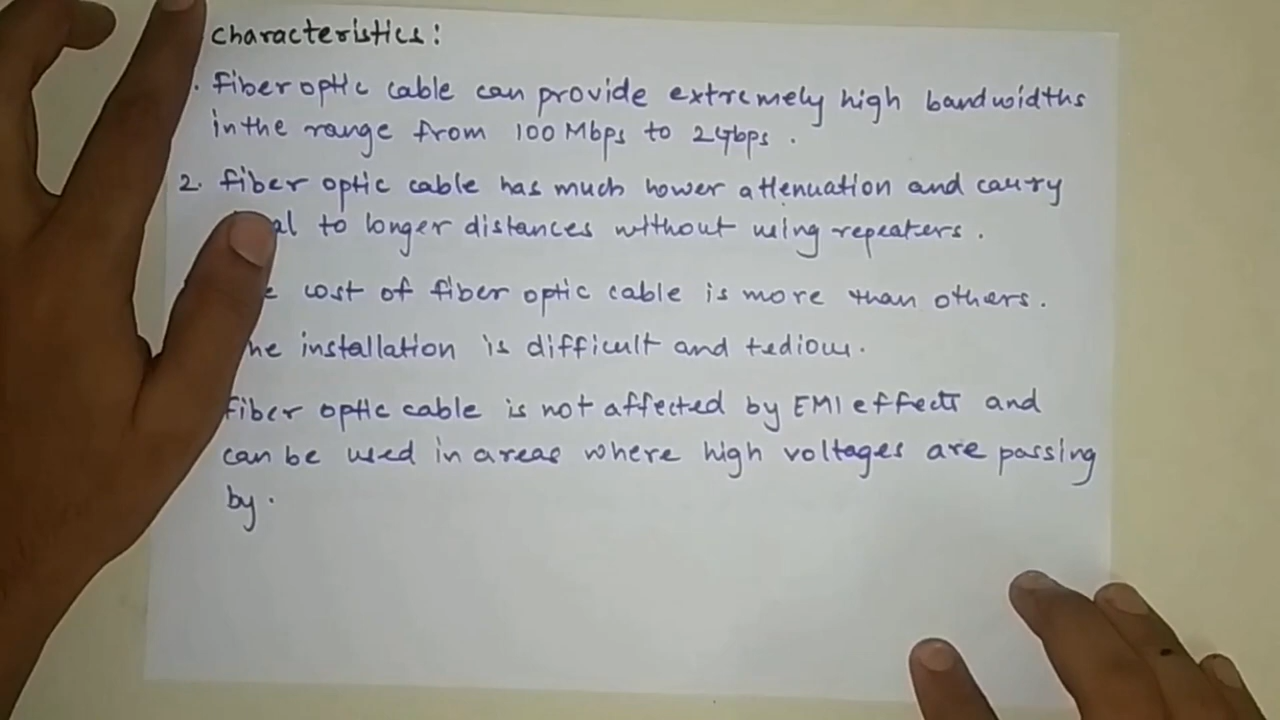 characteristics:
. Fiber optic cable can provide extremely high bandwidths
in the range from 100 Mbps to 2 Gbps .
2. fiber optic cable has much lower attenuation and carry
al to longer distances without using repeaters .
e cost of fiber optic cable is more than others .
he installation is difficult and tedious .
fiber optic cable is not affected by EMI effects and
can be used in areas where high voltages are passing
by .